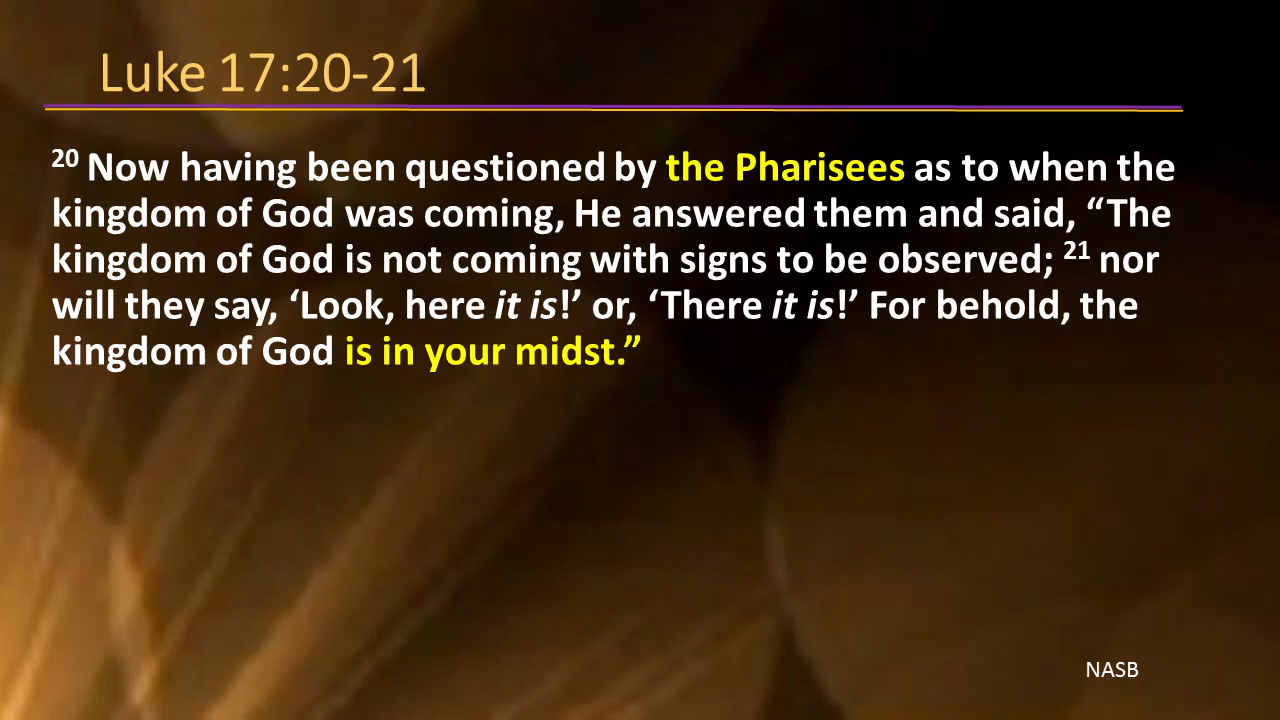 Luke 17:20-21
20 Now having been questioned by the Pharisees as to when the
kingdom of God was coming, He answered them and said, “The
kingdom of God is not coming with signs to be observed; 21 nor
will they say, ‘Look, here it is!’ or, ‘There it is!’ For behold, the
kingdom of God is in your midst.”
NASB